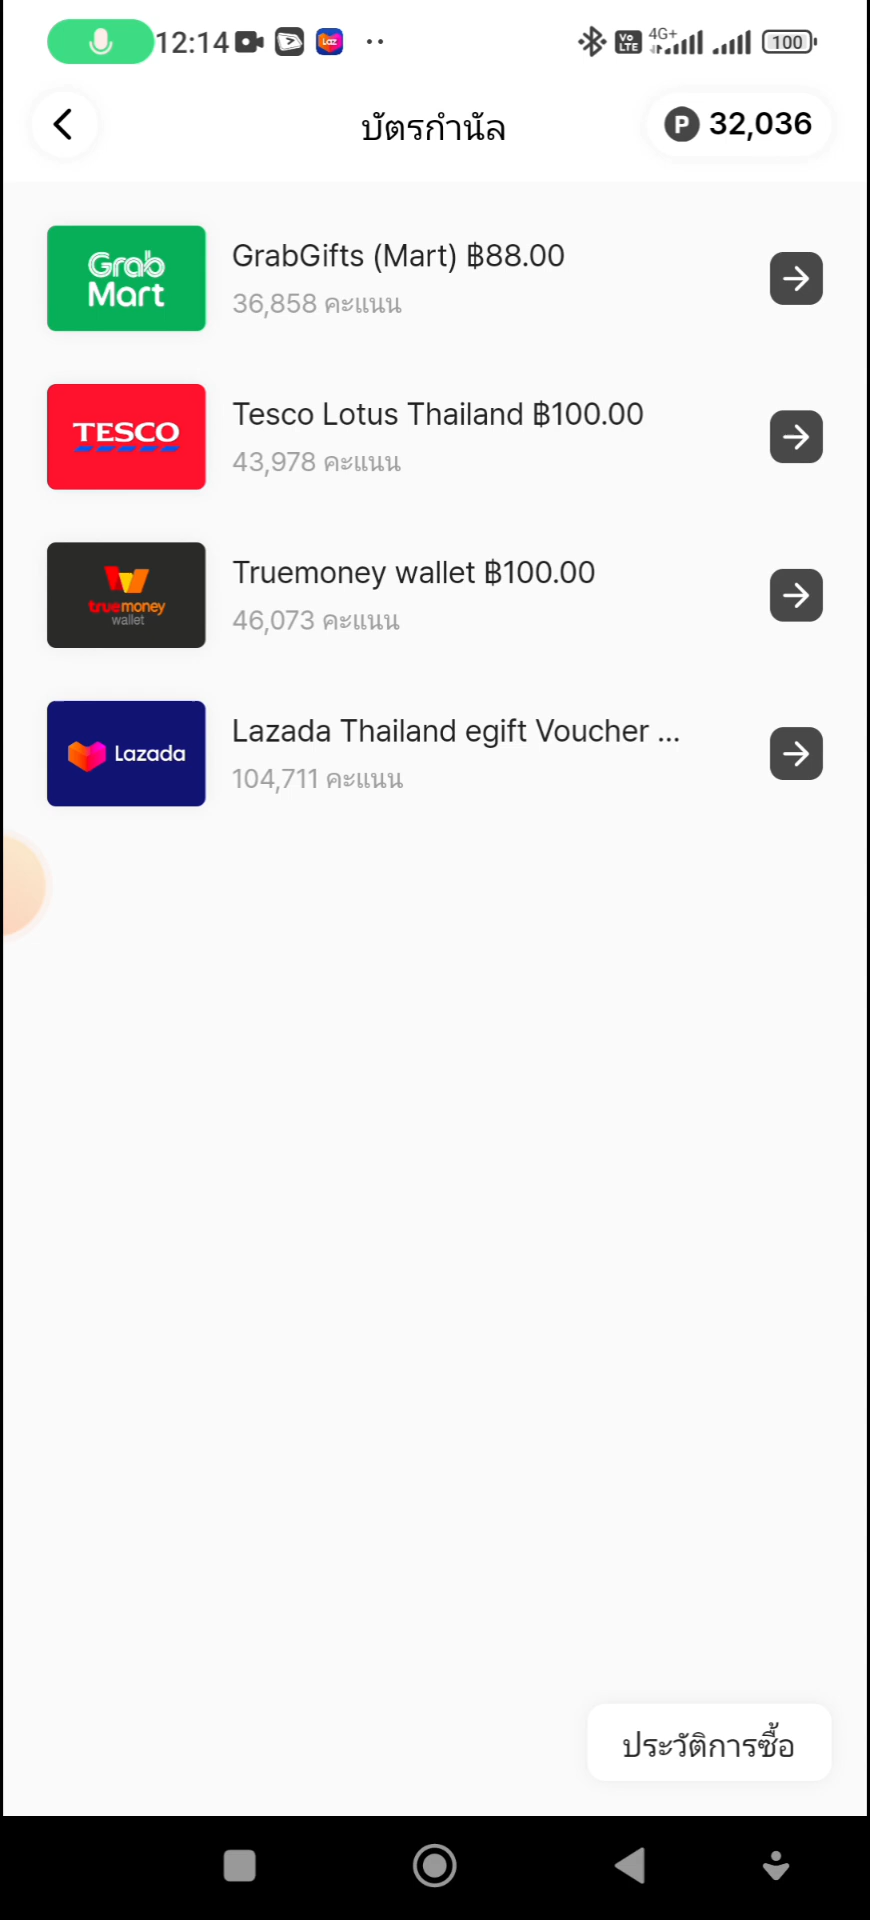 12:14 Laz 4G+ VoLTE 100
บัตรกำนัล
P 32,036
Grab
Mart
GrabGifts (Mart) ฿88.00
36,858 คะแนน
TESCO
Tesco Lotus Thailand ฿100.00
43,978 คะแนน
truemoney
wallet
Truemoney wallet ฿100.00
46,073 คะแนน
Lazada
Lazada Thailand egift Voucher ...
104,711 คะแนน
ประวัติการซื้อ